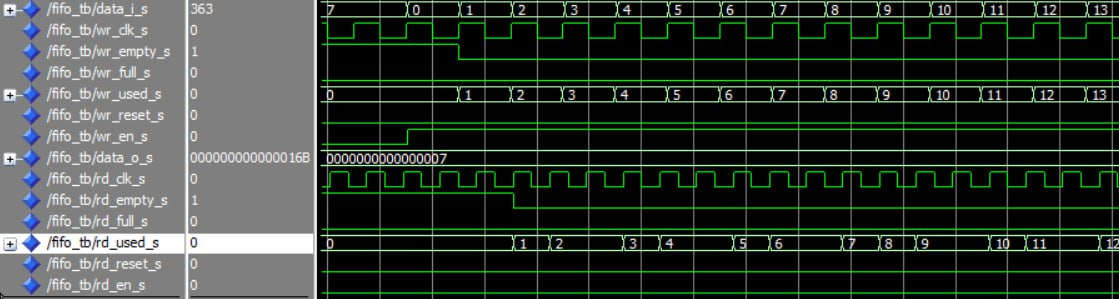 /fifo_tb/data_i_s 363 7 0 1 2 3 4 5 6 7 8 9 10 11 12 13
/fifo_tb/wr_clk_s 0
/fifo_tb/wr_empty_s 1
/fifo_tb/wr_full_s 0
/fifo_tb/wr_used_s 0 0 1 2 3 4 5 6 7 8 9 10 11 12 13
/fifo_tb/wr_reset_s 0
/fifo_tb/wr_en_s 0
/fifo_tb/data_o_s 000000000000016B 0000000000000007
/fifo_tb/rd_clk_s 0
/fifo_tb/rd_empty_s 1
/fifo_tb/rd_full_s 0
/fifo_tb/rd_used_s 0 0 1 2 3 4 5 6 7 8 9 10 11 12
/fifo_tb/rd_reset_s 0
/fifo_tb/rd_en_s 0